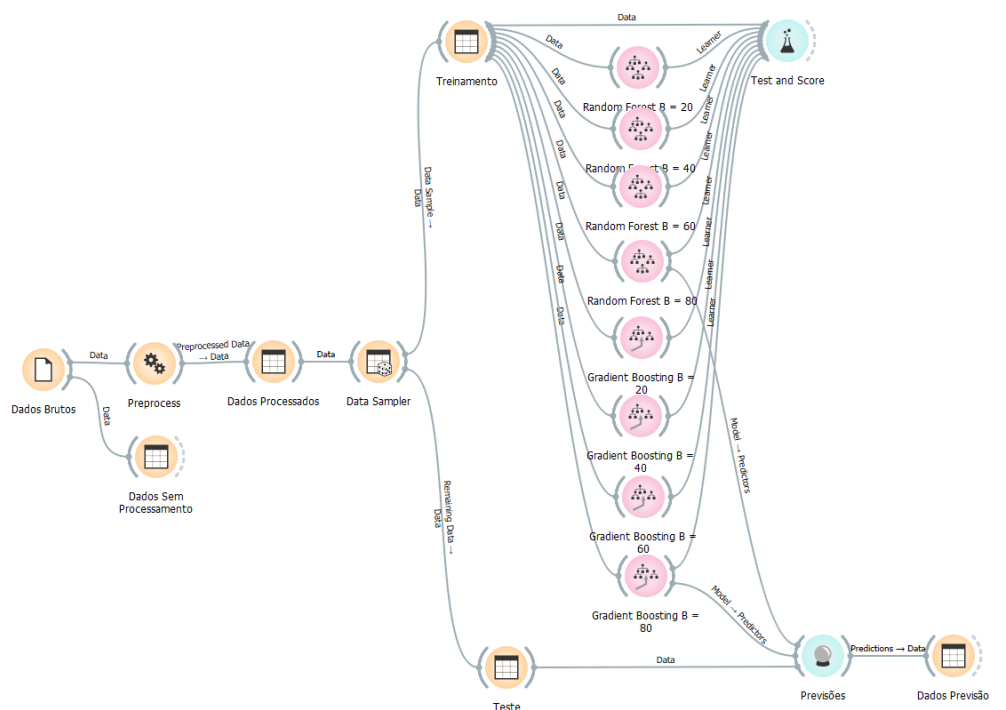 Data
Treinamento
Test and Score
Data
Learner
Random Forest B = 20
Data
Learner
Random Forest B = 40
Data
Learner
Random Forest B = 60
Data
Learner
Random Forest B = 80
Data
Learner
Gradient Boosting B =
20
Data
Learner
Gradient Boosting B =
40
Data
Learner
Gradient Boosting B =
60
Data
Learner
Gradient Boosting B =
80
Data Sample →
Data
Dados Brutos
Data
Preprocess
Preprocessed Data
→ Data
Dados Processados
Data
Data Sampler
Data
Dados Sem
Processamento
Remaining Data →
Data
Teste
Data
Model → Predictors
Model → Predictors
Previsões
Predictions → Data
Dados Previsão